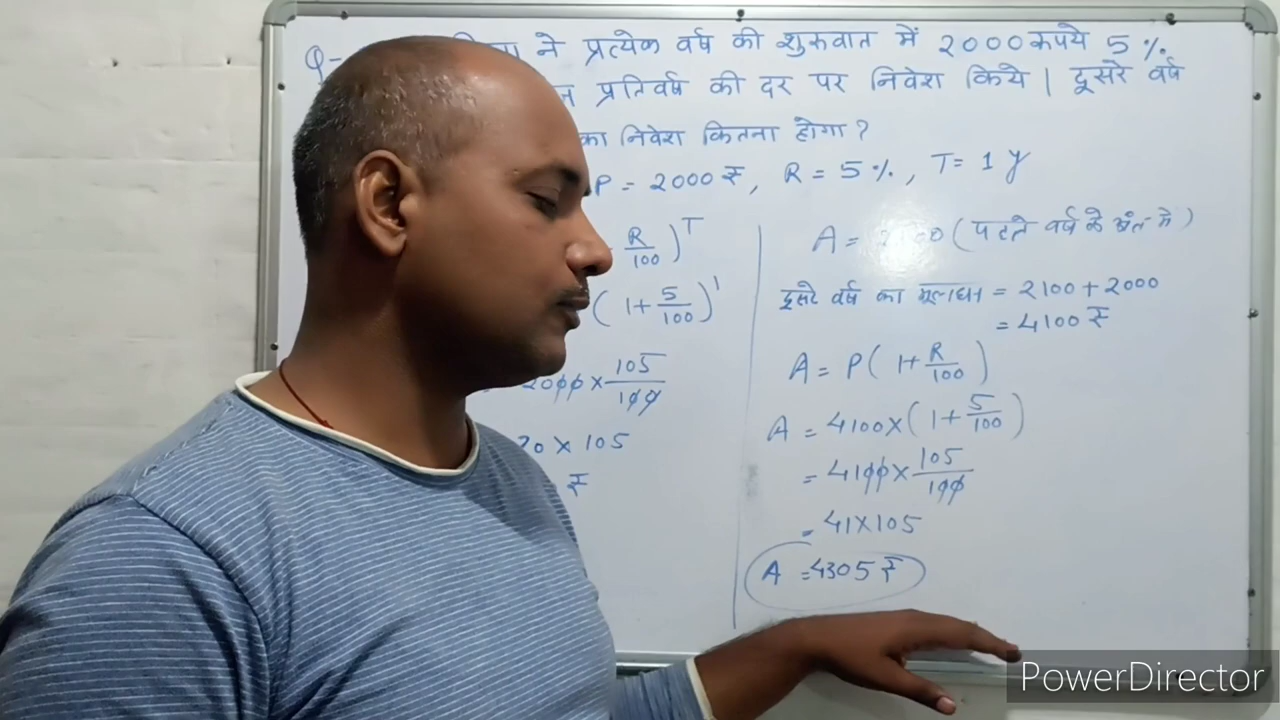 Q- ने प्रत्येक वर्ष की शुरुवात में 2000 रूपये 5 %
प्रतिवर्ष की दर पर निवेश किये | दूसरे वर्ष
का निवेश कितना होगा ?
P = 2000 ₹, R = 5 %, T = 1 y
R/100 )^T
( 1 + 5/100 )^1
2000 × 105/100
20 × 105
₹
A = (पहले वर्ष के अंत में)
दूसरे वर्ष का मूलधन = 2100 + 2000
= 4100 ₹
A = P ( 1 + R/100 )
A = 4100 × ( 1 + 5/100 )
= 4100 × 105/100
= 41 × 105
A = 4305 ₹
PowerDirector